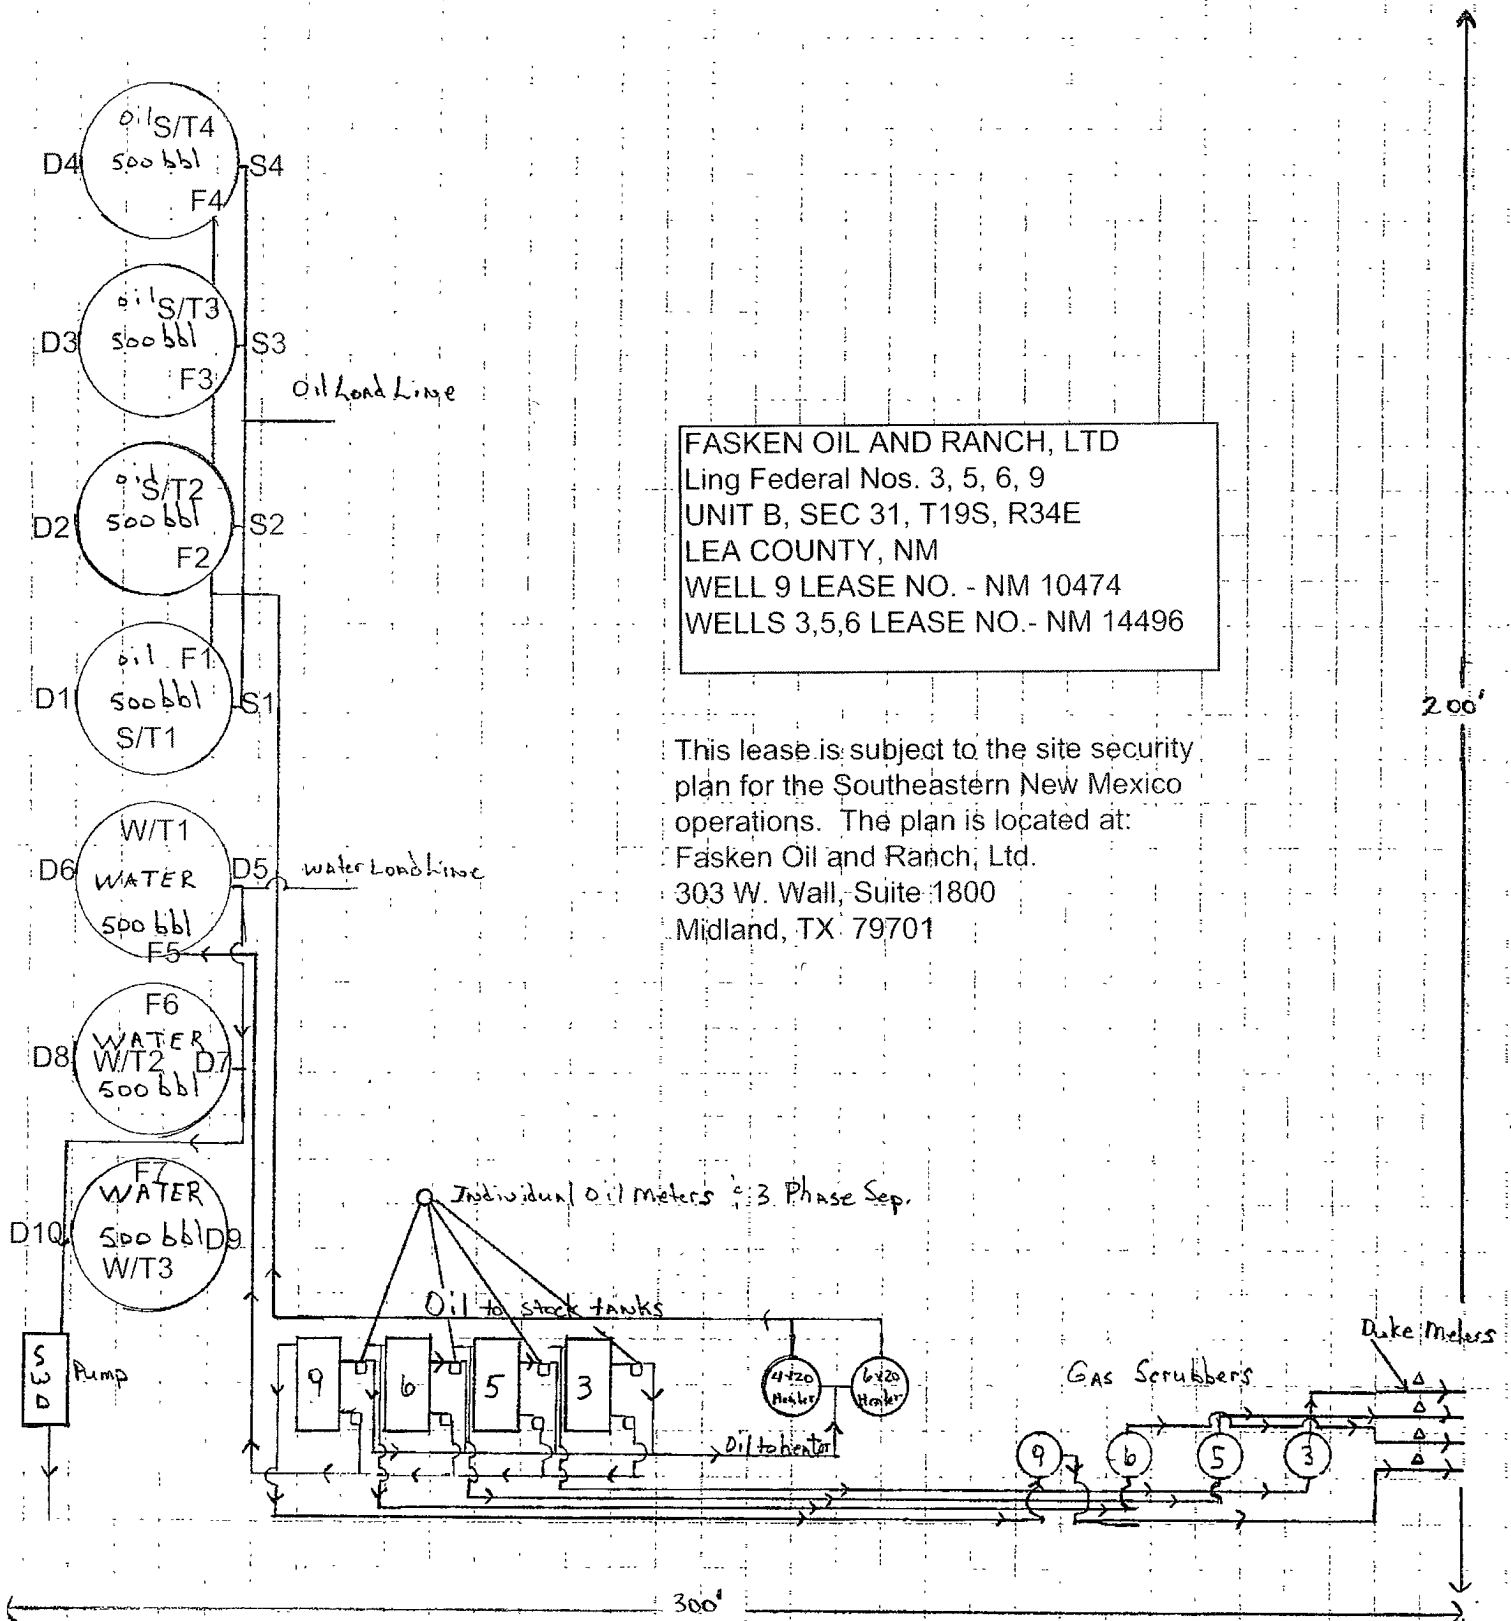 oil S/T4
D4 500 bbl S4
F4
oil S/T3
D3 500 bbl S3
F3
Oil Load Line
oil S/T2
D2 500 bbl S2
F2
oil F1
D1 500 bbl S1
S/T1
W/T1
D6 WATER D5 water Load Line
500 bbl
F5
F6
WATER
D8 W/T2 D7
500 bbl
F7
WATER
D10 500 bbl D9
W/T3
FASKEN OIL AND RANCH, LTD
Ling Federal Nos. 3, 5, 6, 9
UNIT B, SEC 31, T19S, R34E
LEA COUNTY, NM
WELL 9 LEASE NO. - NM 10474
WELLS 3,5,6 LEASE NO.- NM 14496
200'
This lease is subject to the site security
plan for the Southeastern New Mexico
operations. The plan is located at:
Fasken Oil and Ranch, Ltd.
303 W. Wall, Suite 1800
Midland, TX 79701
Individual Oil Meters & 3 Phase Sep.
Oil to stock tanks
SWD
Pump
9 6 5 3
4x20 Heater
6x20 Heater
Oil to heater
Gas Scrubbers
Duke Meters
9 6 5 3
300'